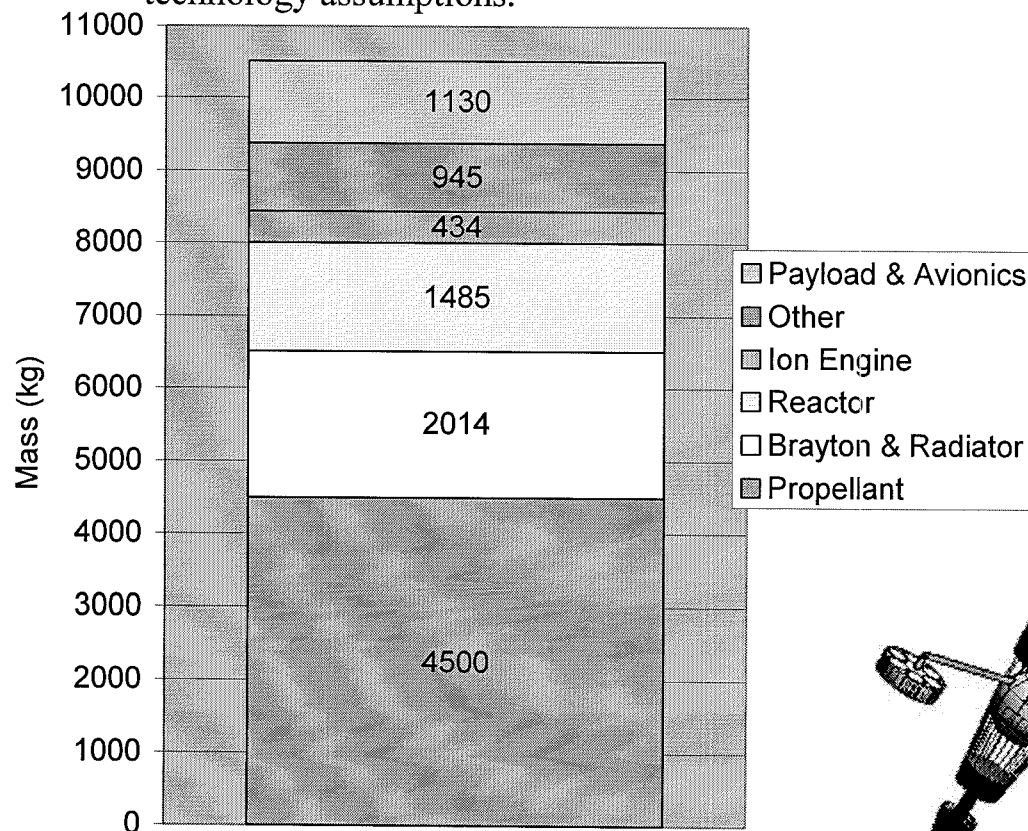 technology assumptions.
11000
10000
9000
8000
7000
6000
5000
4000
3000
2000
1000
0
Mass (kg)
1130
945
434
1485
2014
4500
Payload & Avionics
Other
Ion Engine
Reactor
Brayton & Radiator
Propellant